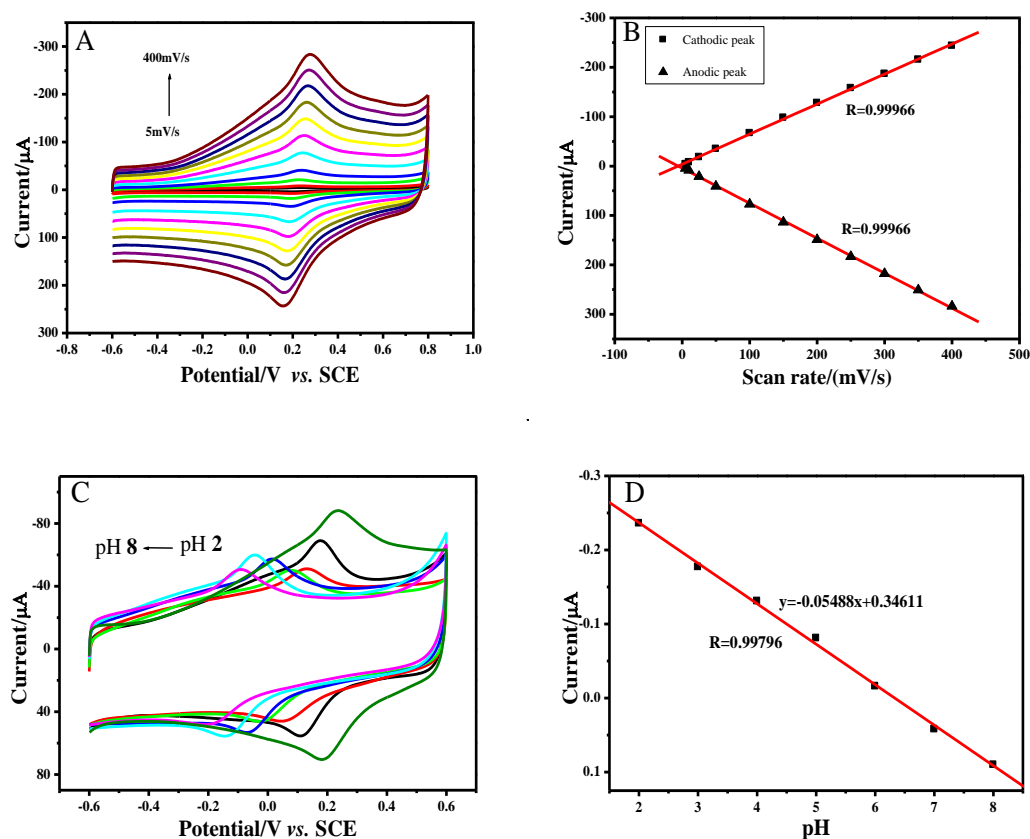 A
400mV/s
5mV/s
-300
-200
-100
0
100
200
300
-0.8 -0.6 -0.4 -0.2 0.0 0.2 0.4 0.6 0.8 1.0
Current/μA
Potential/V vs. SCE
B
Cathodic peak
Anodic peak
R=0.99966
R=0.99966
-300
-200
-100
0
100
200
300
-100 0 100 200 300 400 500
Current/μA
Scan rate/(mV/s)
.
C
pH 8 pH 2
-80
-40
0
40
80
-0.6 -0.4 -0.2 0.0 0.2 0.4 0.6
Current/μA
Potential/V vs. SCE
D
y=-0.05488x+0.34611
R=0.99796
-0.3
-0.2
-0.1
0.0
0.1
2 3 4 5 6 7 8
Current/μA
pH